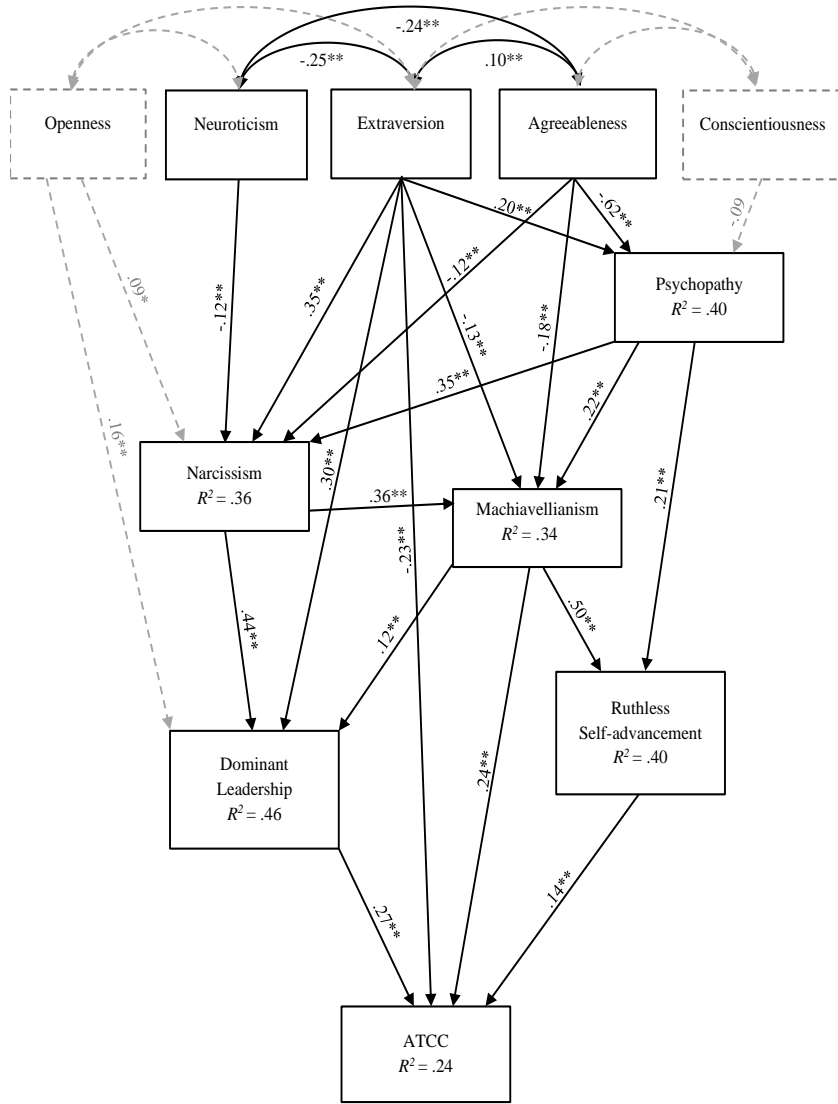 -.24**
-.25**
.10**
Openness
Neuroticism
Extraversion
Agreeableness
Conscientiousness
.20**
-.62**
-.09
-.12**
.09*
.35**
-.12**
-.13**
-.18**
Psychopathy
R² = .40
.35**
.22**
.21**
.16**
.30**
Narcissism
R² = .36
.36**
Machiavellianism
R² = .34
-.23**
.44**
.12**
.50**
Ruthless
Self-advancement
R² = .40
Dominant
Leadership
R² = .46
.24**
.27**
.14**
ATCC
R² = .24